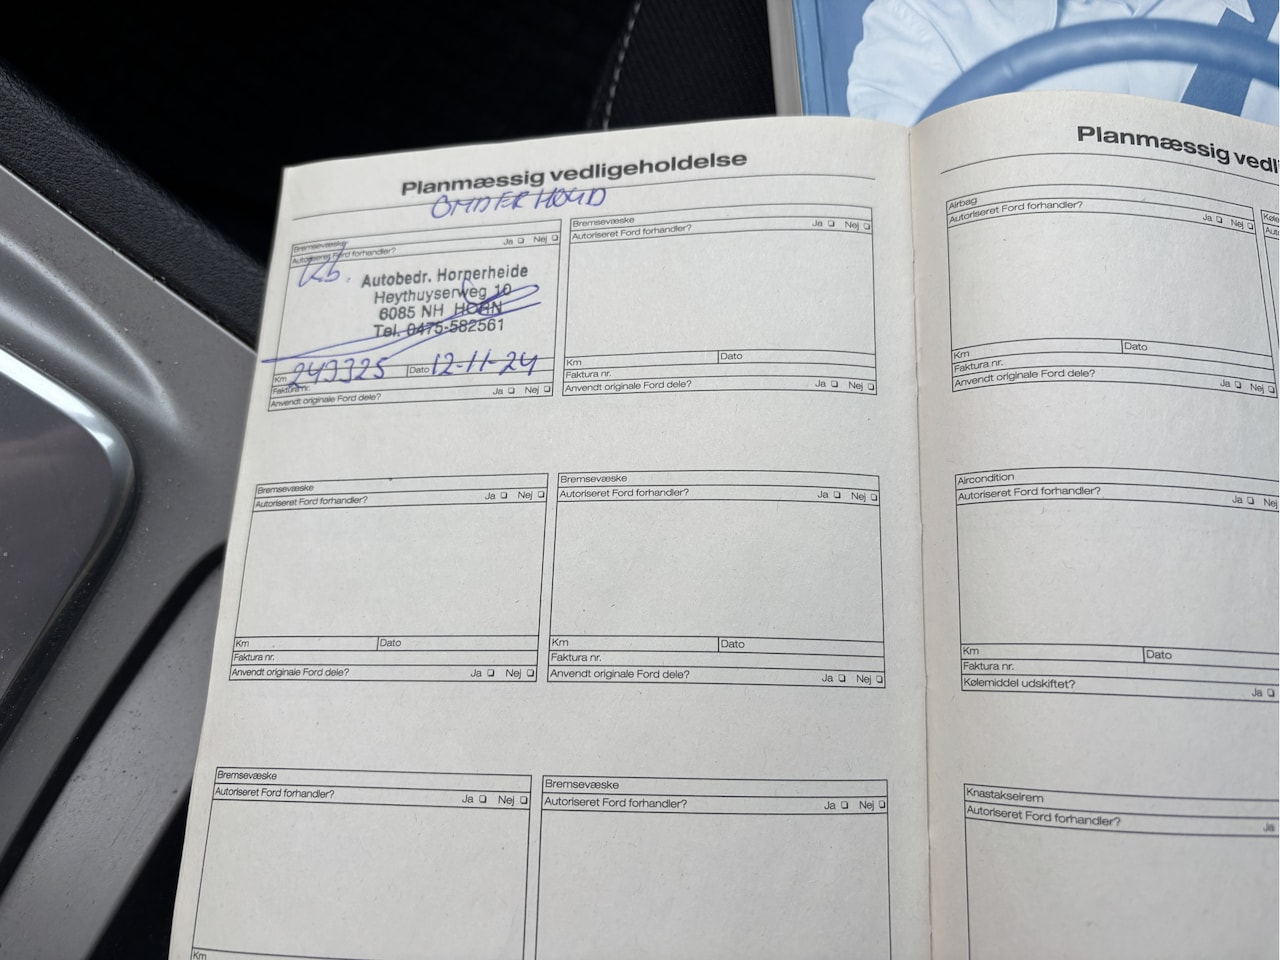 Planmæssig vedligeholdelse
ONDERHOUD
Bremsevæske
Autoriseret Ford forhandler? Ja Nej
Autobedr. Hornerheide
Heythuyserweg 10
6085 NH HORN
Tel. 0475-582561
Km 243325 Dato 12-11-24
Faktura nr.
Anvendt originale Ford dele? Ja Nej
Bremsevæske
Autoriseret Ford forhandler? Ja Nej
Km Dato
Faktura nr.
Anvendt originale Ford dele? Ja Nej
Bremsevæske
Autoriseret Ford forhandler? Ja Nej
Km Dato
Faktura nr.
Anvendt originale Ford dele? Ja Nej
Bremsevæske
Autoriseret Ford forhandler? Ja Nej
Km Dato
Faktura nr.
Anvendt originale Ford dele? Ja Nej
Bremsevæske
Autoriseret Ford forhandler? Ja Nej
Km
Bremsevæske
Autoriseret Ford forhandler? Ja Nej
Planmæssig vedli
Airbag
Autoriseret Ford forhandler? Ja Nej
Km Dato
Faktura nr.
Anvendt originale Ford dele? Ja Nej
Køle
Aut
Aircondition
Autoriseret Ford forhandler? Ja Nej
Km Dato
Faktura nr.
Kølemiddel udskiftet? Ja
Knastakselrem
Autoriseret Ford forhandler? Ja